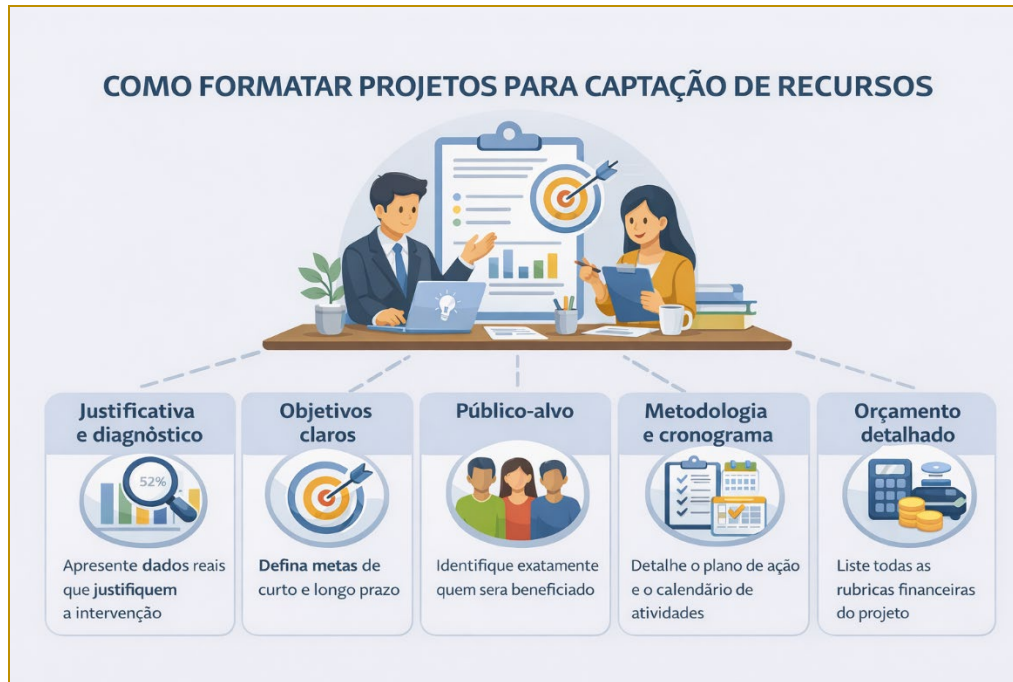 COMO FORMATAR PROJETOS PARA CAPTAÇÃO DE RECURSOS
Justificativa
e diagnȯstico
52%
Apresente dados reais
que justifiquem
a intervenção
Objetivos
claros
Defina metas de
curto e longo prazo
Público-alvo
Identifique exatamente
quem sera beneficiado
Metodologia
e cronograma
Detalhe o plano de ação
e o calendário de
atividades
Orçamento
detalhado
Liste todas as
rubricas financeiras
do projeto